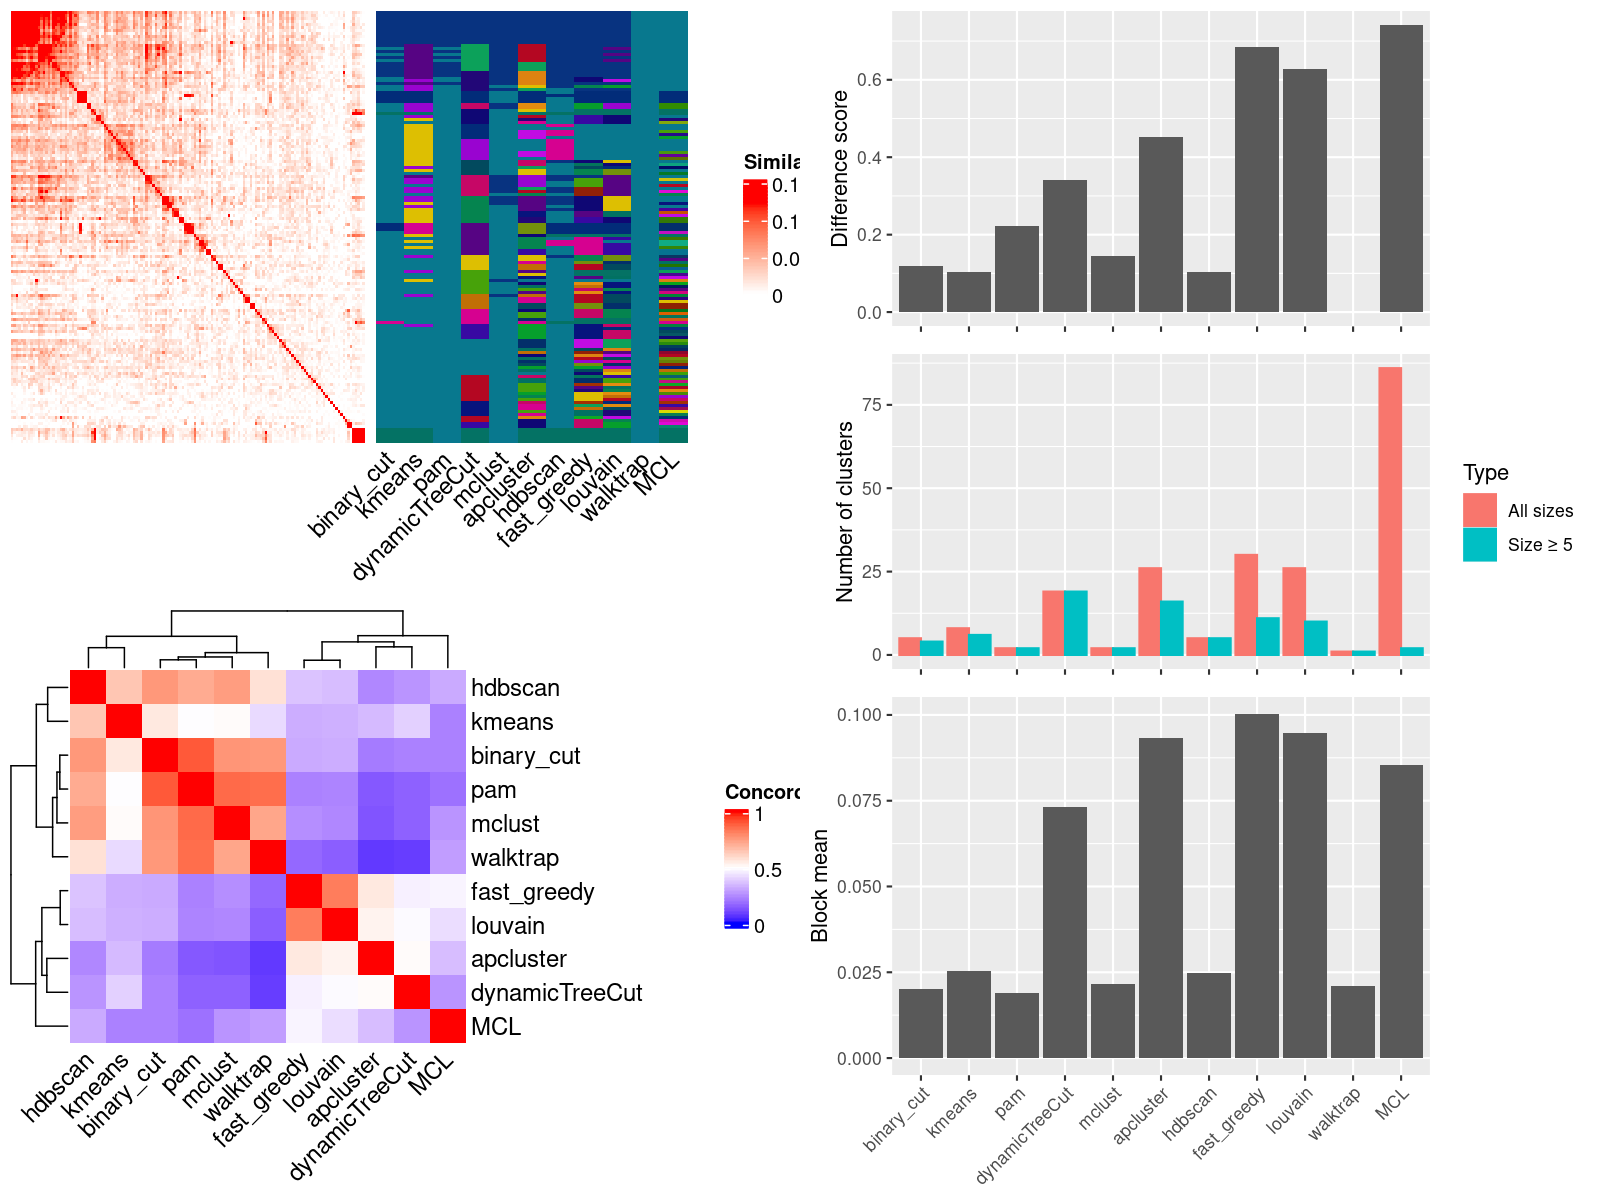 Simila
0.1
0.1
0.0
0
binary_cut
kmeans
pam
dynamicTreeCut
mclust
apcluster
hdbscan
fast_greedy
louvain
walktrap
MCL
hdbscan
kmeans
binary_cut
pam
mclust
walktrap
fast_greedy
louvain
apcluster
dynamicTreeCut
MCL
hdbscan
kmeans
binary_cut
pam
mclust
walktrap
fast_greedy
louvain
apcluster
dynamicTreeCut
MCL
Concord
1
0.5
0
Difference score
0.6
0.4
0.2
0.0
Number of clusters
75
50
25
0
Type
All sizes
Size ≥ 5
Block mean
0.100
0.075
0.050
0.025
0.000
binary_cut
kmeans
pam
dynamicTreeCut
mclust
apcluster
hdbscan
fast_greedy
louvain
walktrap
MCL